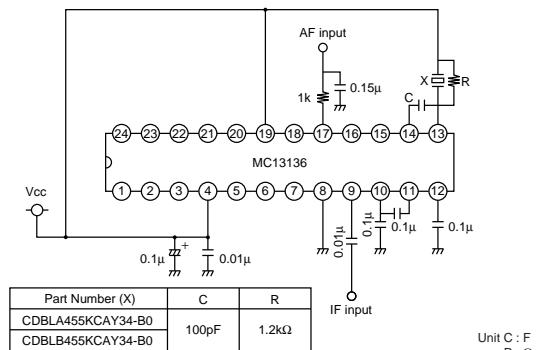 AF input
X
R
0.15μ
1k
C
24 23 22 21 20 19 18 17 16 15 14 13
MC13136
1 2 3 4 5 6 7 8 9 10 11 12
Vcc
+
0.1μ
0.01μ
0.01μ
0.1μ
0.1μ
0.1μ
IF input
Part Number (X) C R
CDBLA455KCAY34-B0 100pF 1.2kΩ
CDBLB455KCAY34-B0
Unit C : F